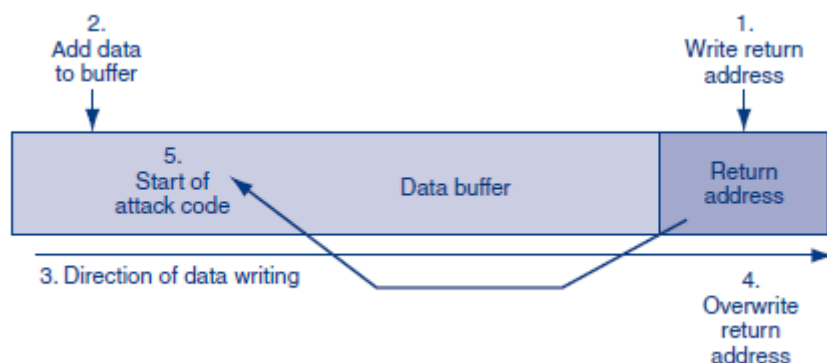 2.
Add data
to buffer
1.
Write return
address
5.
Start of
attack code
Data buffer
Return
address
3. Direction of data writing
4.
Overwrite
return
address